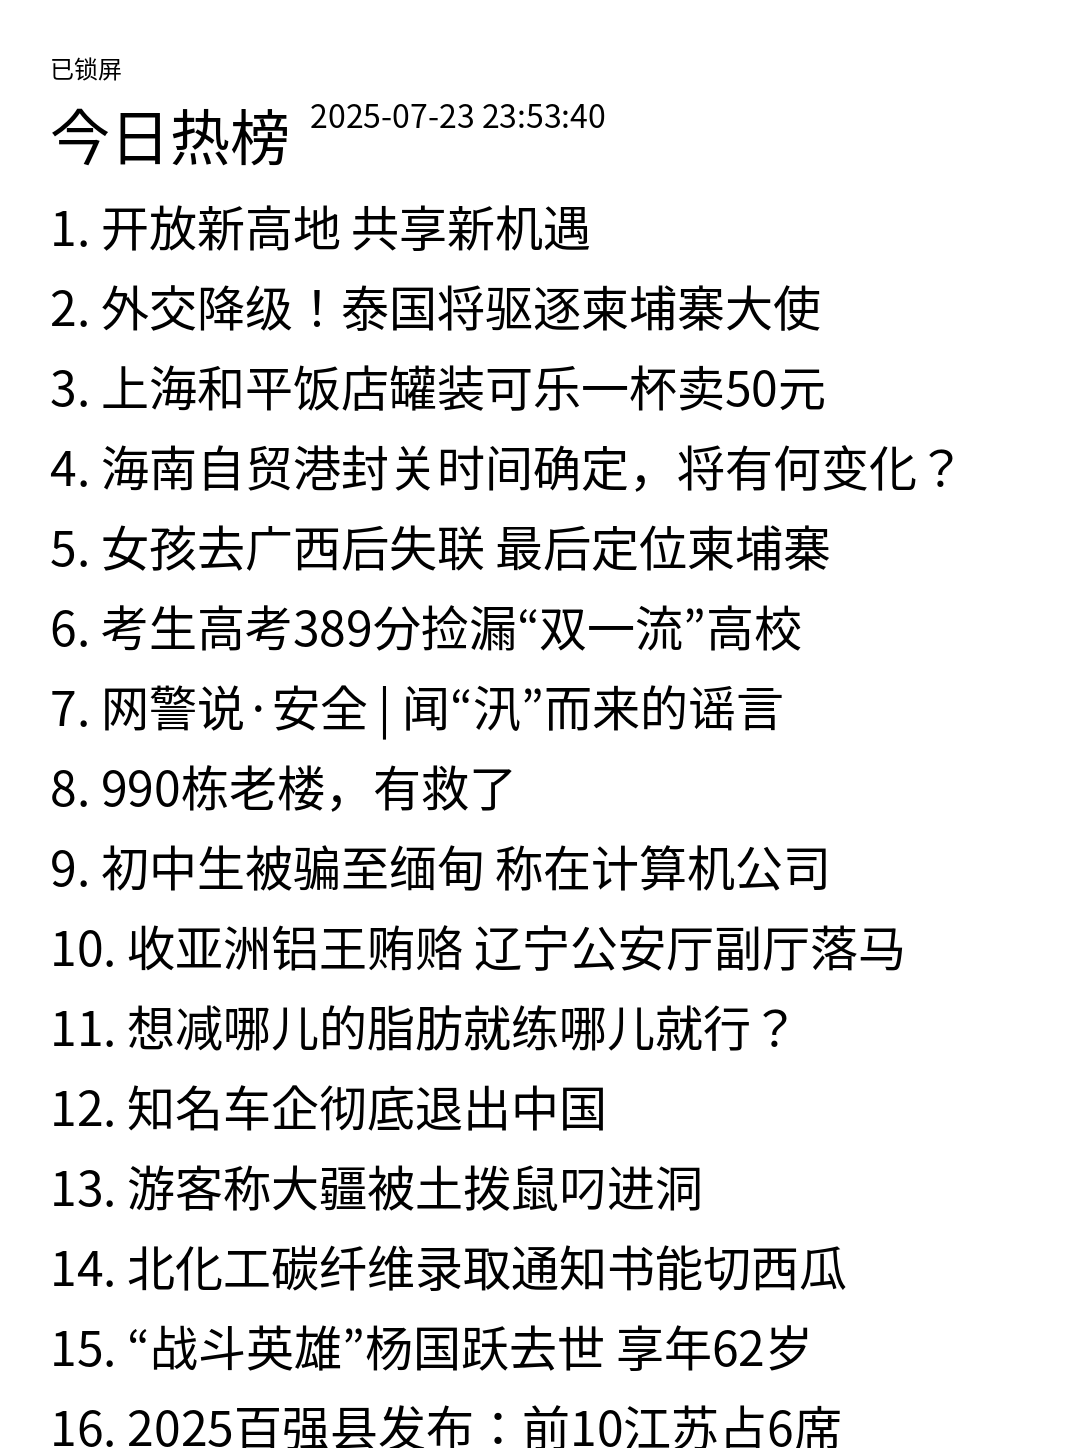 已锁屏
今日热榜 2025-07-23 23:53:40
1. 开放新高地 共享新机遇
2. 外交降级！泰国将驱逐柬埔寨大使
3. 上海和平饭店罐装可乐一杯卖50元
4. 海南自贸港封关时间确定，将有何变化？
5. 女孩去广西后失联 最后定位柬埔寨
6. 考生高考389分捡漏“双一流”高校
7. 网警说·安全 | 闻“汛”而来的谣言
8. 990栋老楼，有救了
9. 初中生被骗至缅甸 称在计算机公司
10. 收亚洲铝王贿赂 辽宁公安厅副厅落马
11. 想减哪儿的脂肪就练哪儿就行？
12. 知名车企彻底退出中国
13. 游客称大疆被土拨鼠叼进洞
14. 北化工碳纤维录取通知书能切西瓜
15. “战斗英雄”杨国跃去世 享年62岁
16. 2025百强县发布：前10江苏占6席